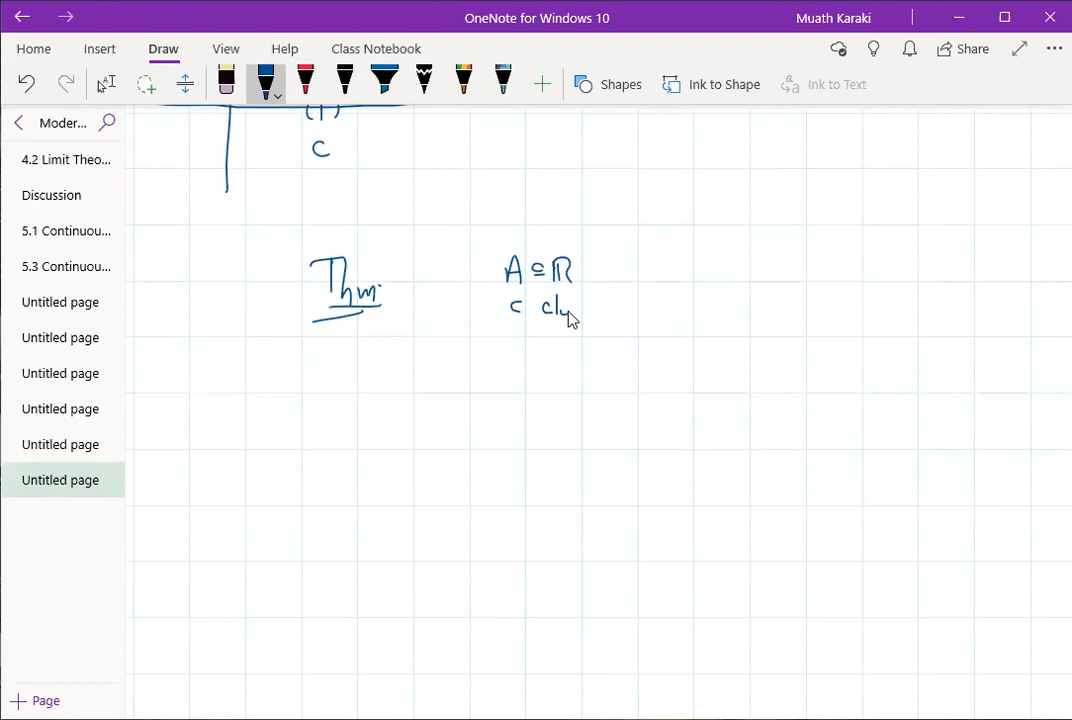 OneNote for Windows 10
Muath Karaki
Home Insert Draw View Help Class Notebook
Share
Shapes Ink to Shape Ink to Text
Moder...
4.2 Limit Theo...
Discussion
5.1 Continuou...
5.3 Continuou...
Untitled page
Untitled page
Untitled page
Untitled page
Untitled page
Untitled page
Page
C
Thm.
A ⊆ ℝ
c clu